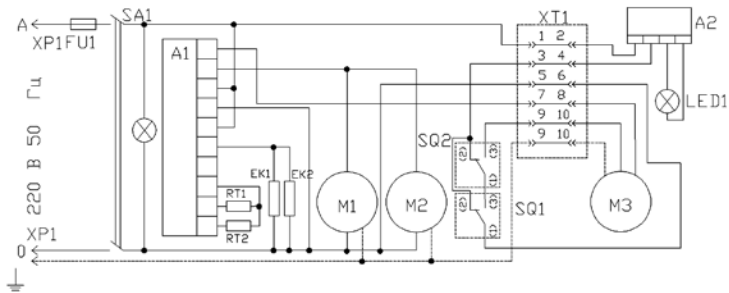 A
XP1
FU1
SA1
220 В 50 Гц
XP1
0
A1
EK1
EK2
RT1
RT2
M1
M2
XT1
1 2
3 4
5 6
7 8
9 10
9 10
A2
LED1
SQ2
(2)
(3)
(1)
SQ1
(2)
(3)
(1)
M3